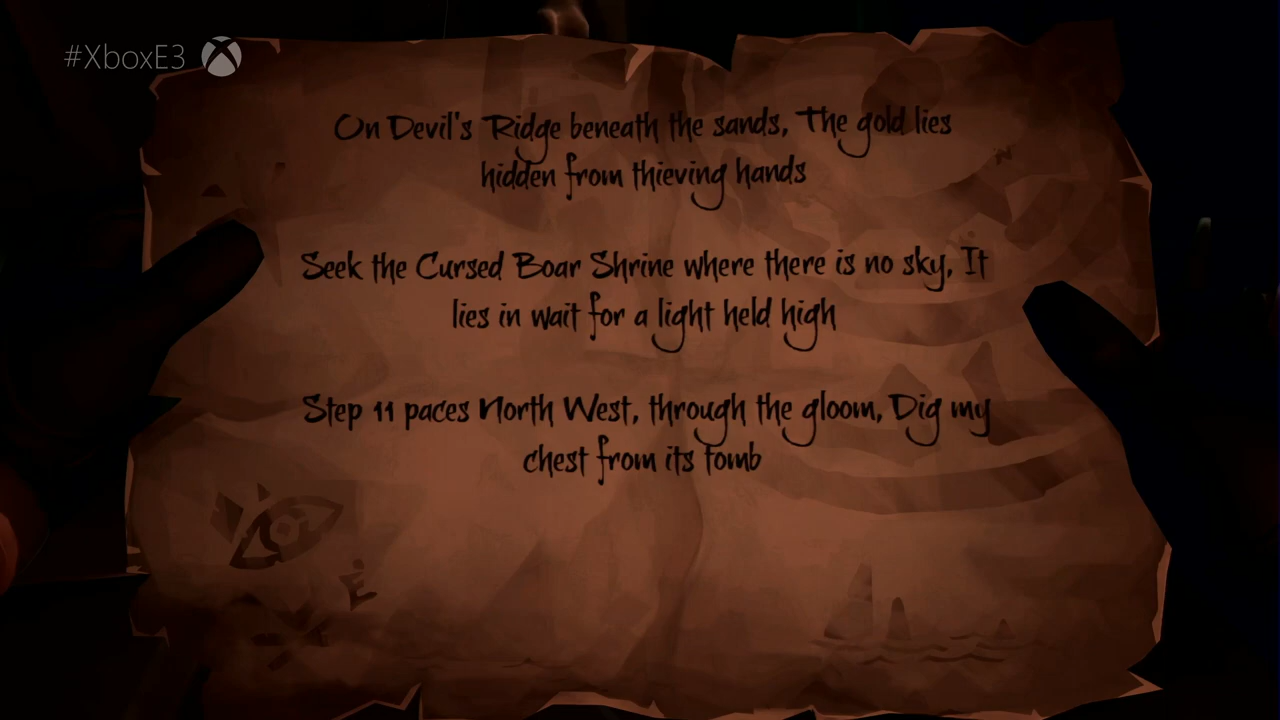 #XboxE3
On Devil's Ridge beneath the sands, The gold lies
hidden from thieving hands
Seek the Cursed Boar Shrine where there is no sky, It
lies in wait for a light held high
Step 11 paces North West, through the gloom, Dig my
chest from its tomb
N
E